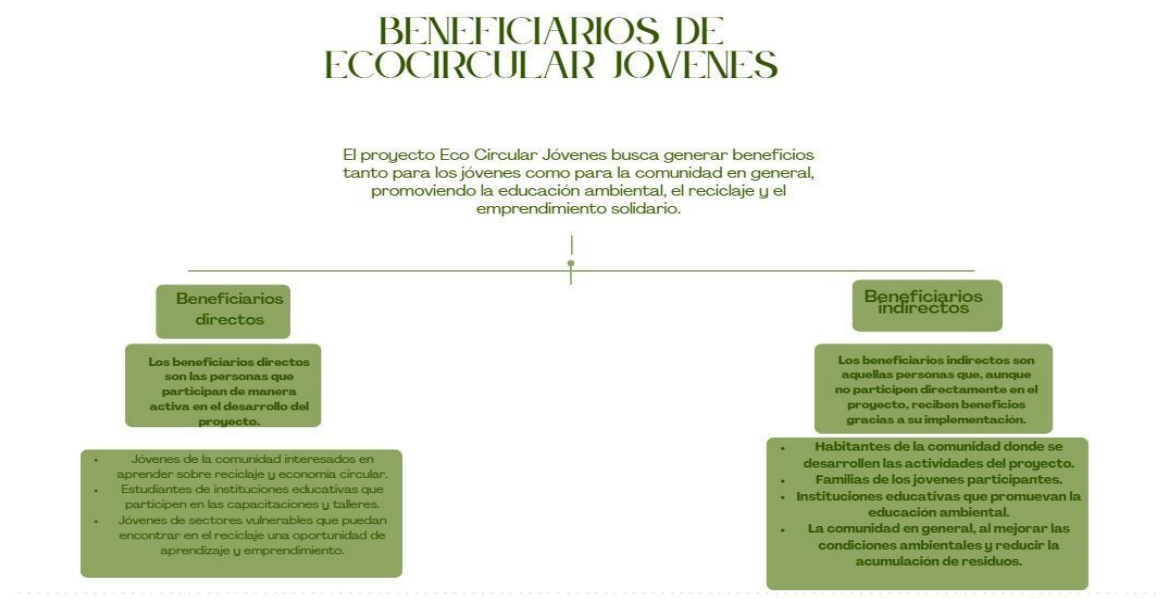 BENEFICIARIOS DE
ECOCIRCULAR JOVENES
El proyecto Eco Circular Jóvenes busca generar beneficios
tanto para los jóvenes como para la comunidad en general,
promoviendo la educación ambiental, el reciclaje y el
emprendimiento solidario.
Beneficiarios
directos
Los beneficiarios directos
son las personas que
participan de manera
activa en el desarrollo del
proyecto.
• Jóvenes de la comunidad interesados en
aprender sobre reciclaje y economía circular.
• Estudiantes de instituciones educativas que
participen en las capacitaciones y talleres.
• Jóvenes de sectores vulnerables que puedan
encontrar en el reciclaje una oportunidad de
aprendizaje y emprendimiento.
Beneficiarios
indirectos
Los beneficiarios indirectos son
aquellas personas que, aunque
no participen directamente en el
proyecto, reciben beneficios
gracias a su implementación.
• Habitantes de la comunidad donde se
desarrollen las actividades del proyecto.
• Familias de los jóvenes participantes.
• Instituciones educativas que promuevan la
educación ambiental.
• La comunidad en general, al mejorar las
condiciones ambientales y reducir la
acumulación de residuos.